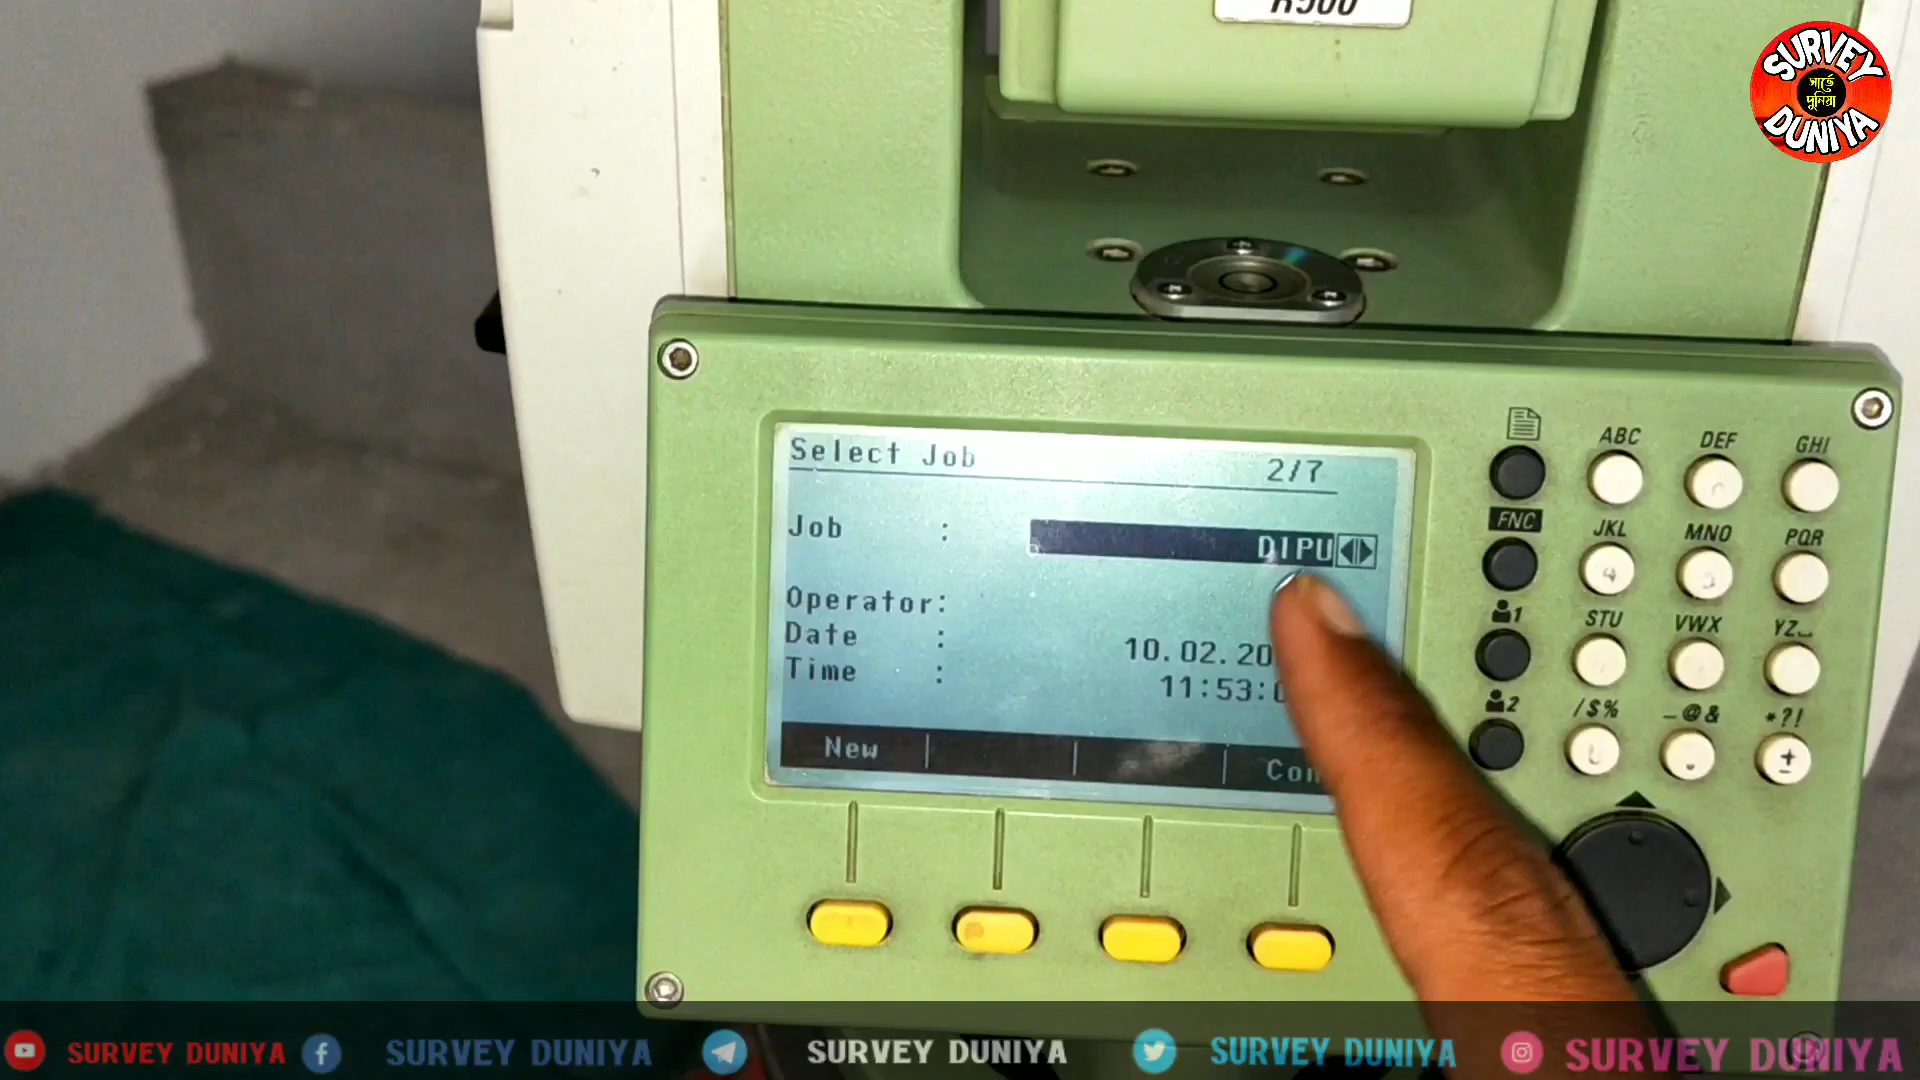 R500
SURVEY
সার্ভে
দুনিয়া
DUNIYA
Select Job 2/7
Job : DIPU
Operator:
Date : 10.02.20
Time : 11:53:
New
ABC DEF GHI
FNC JKL MNO PQR
1 STU VWX YZ
2 /$% _@& *?!
±
SURVEY DUNIYA SURVEY DUNIYA SURVEY DUNIYA SURVEY DUNIYA SURVEY DUNIYA